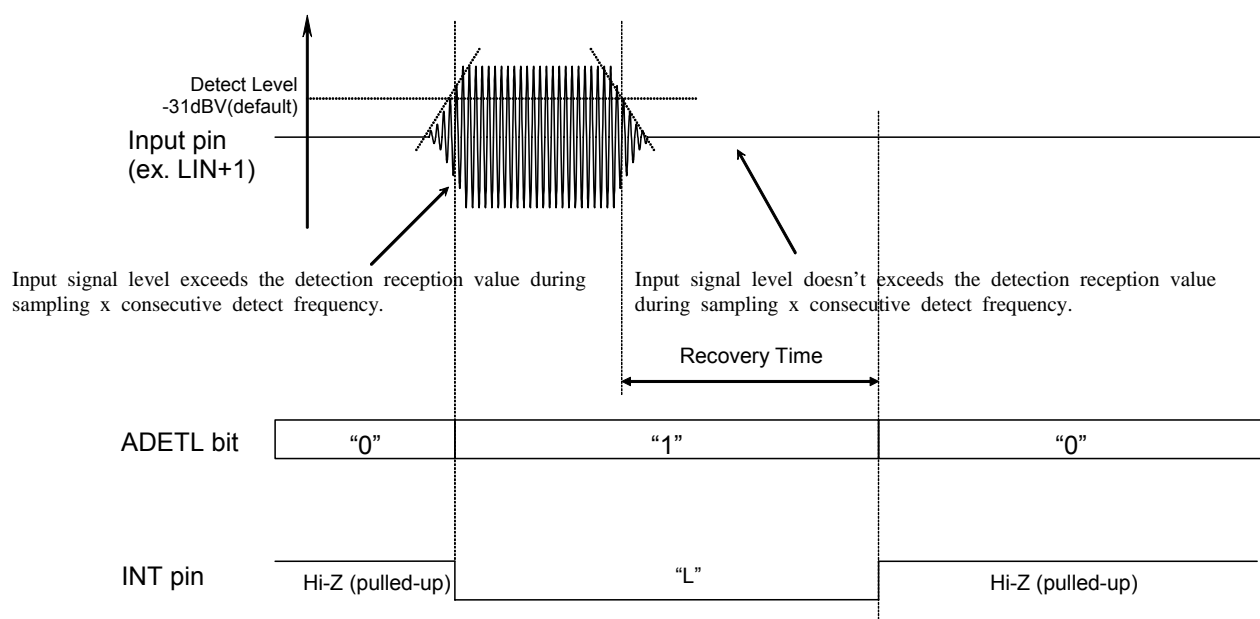 Detect Level
-31dBV(default)
Input pin
(ex. LIN+1)
Input signal level exceeds the detection reception value during
sampling x consecutive detect frequency.
Input signal level doesn’t exceeds the detection reception value
during sampling x consecutive detect frequency.
Recovery Time
ADETL bit
“0”
“1”
“0”
INT pin
Hi-Z (pulled-up)
“L”
Hi-Z (pulled-up)